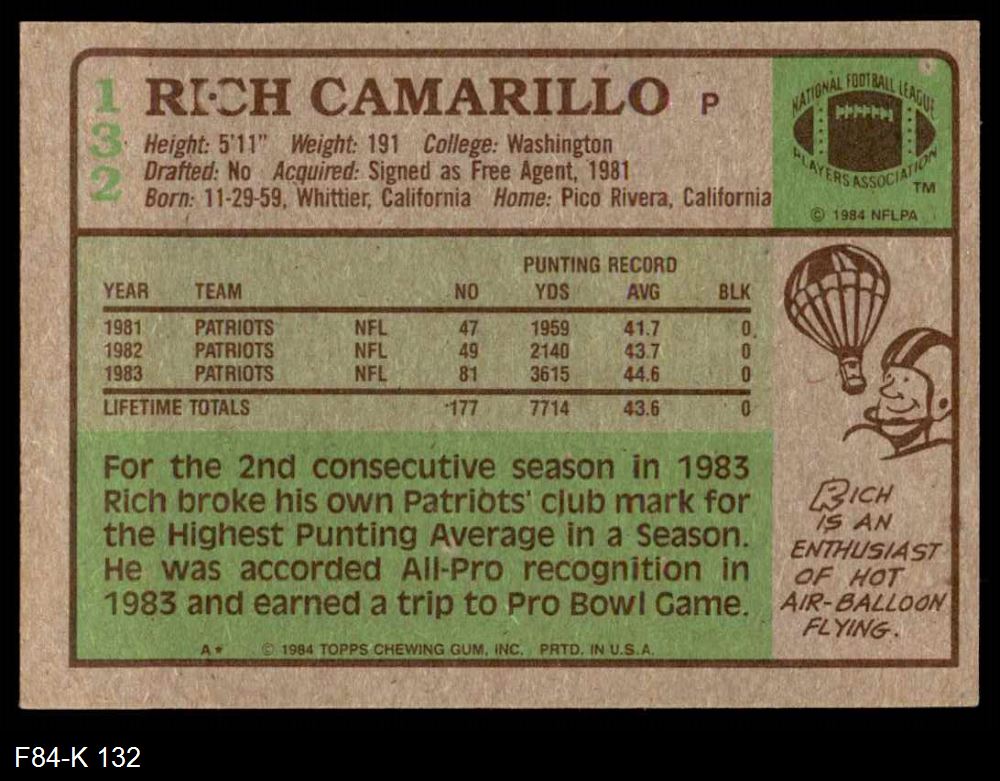 132
RICH CAMARILLO P
Height: 5'11" Weight: 191 College: Washington
Drafted: No Acquired: Signed as Free Agent, 1981
Born: 11-29-59, Whittier, California Home: Pico Rivera, California
NATIONAL FOOTBALL LEAGUE
PLAYERS ASSOCIATION
TM
© 1984 NFLPA
PUNTING RECORD
YEAR TEAM NO YDS AVG BLK
1981 PATRIOTS NFL 47 1959 41.7 0
1982 PATRIOTS NFL 49 2140 43.7 0
1983 PATRIOTS NFL 81 3615 44.6 0
LIFETIME TOTALS 177 7714 43.6 0
For the 2nd consecutive season in 1983
Rich broke his own Patriots' club mark for
the Highest Punting Average in a Season.
He was accorded All-Pro recognition in
1983 and earned a trip to Pro Bowl Game.
RICH
IS AN
ENTHUSIAST
OF HOT
AIR-BALLOON
FLYING.
A* © 1984 TOPPS CHEWING GUM, INC. PRTD. IN U.S.A.
F84-K 132